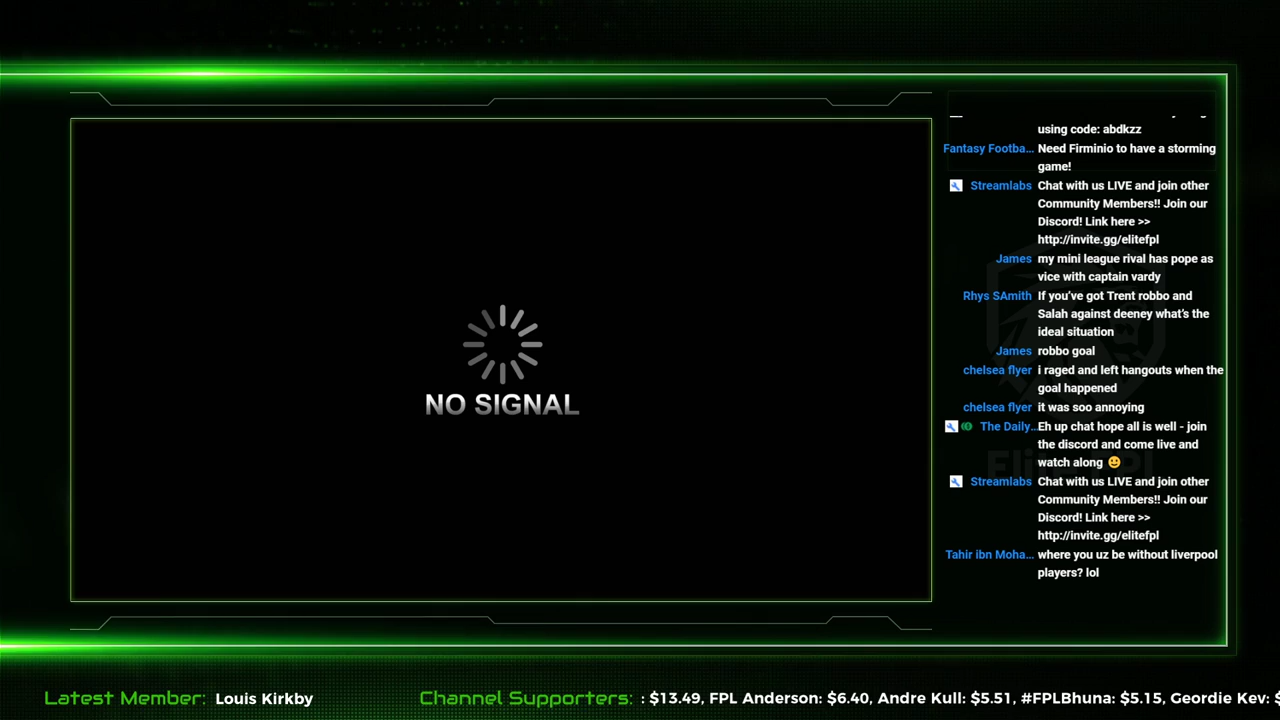 using code: abdkzz
Fantasy Footba… Need Firminio to have a storming
game!
Streamlabs Chat with us LIVE and join other
Community Members!! Join our
Discord! Link here >>
http://invite.gg/elitefpl
James my mini league rival has pope as
vice with captain vardy
Rhys SAmith If you've got Trent robbo and
Salah against deeney what's the
ideal situation
James robbo goal
chelsea flyer i raged and left hangouts when the
goal happened
chelsea flyer it was soo annoying
The Daily… Eh up chat hope all is well - join
the discord and come live and
watch along 🙂
Streamlabs Chat with us LIVE and join other
Community Members!! Join our
Discord! Link here >>
http://invite.gg/elitefpl
Tahir ibn Moha… where you uz be without liverpool
players? lol
NO SIGNAL
Elite FPL
Latest Member: Louis Kirkby
Channel Supporters: : $13.49, FPL Anderson: $6.40, Andre Kull: $5.51, #FPLBhuna: $5.15, Geordie Kev: $